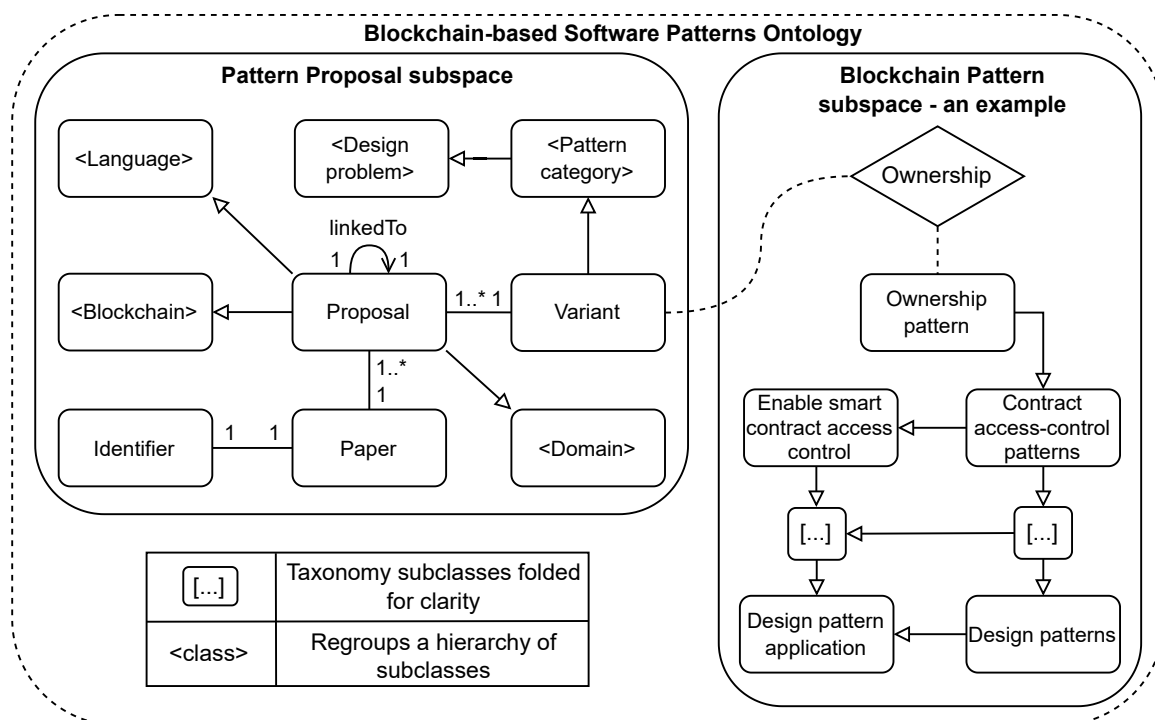 Blockchain-based Software Patterns Ontology
Pattern Proposal subspace
<Language>
<Design
problem>
<Pattern
category>
linkedTo
1
1
<Blockchain>
Proposal
1..*
1
Variant
1..*
1
Identifier
1
1
Paper
<Domain>
Blockchain Pattern
subspace - an example
Ownership
Ownership
pattern
Enable smart
contract access
control
Contract
access-control
patterns
[...]
[...]
Design pattern
application
Design patterns
[...]
Taxonomy subclasses folded
for clarity
<class>
Regroups a hierarchy of
subclasses